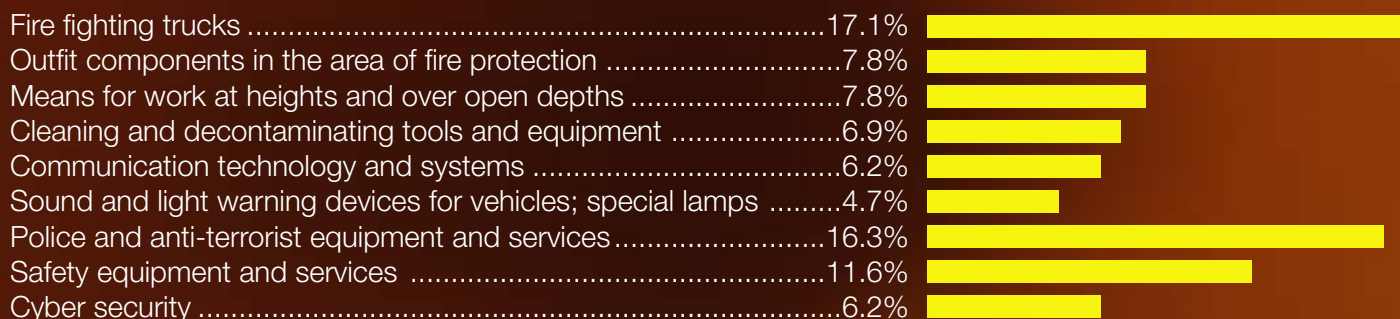 Fire fighting trucks ......................................................................................17.1%
Outfit components in the area of fire protection ...................................7.8%
Means for work at heights and over open depths ................................7.8%
Cleaning and decontaminating tools and equipment .........................6.9%
Communication technology and systems ..............................................6.2%
Sound and light warning devices for vehicles; special lamps .........4.7%
Police and anti-terrorist equipment and services................................16.3%
Safety equipment and services ..............................................................11.6%
Cyber security ...............................................................................................6.2%